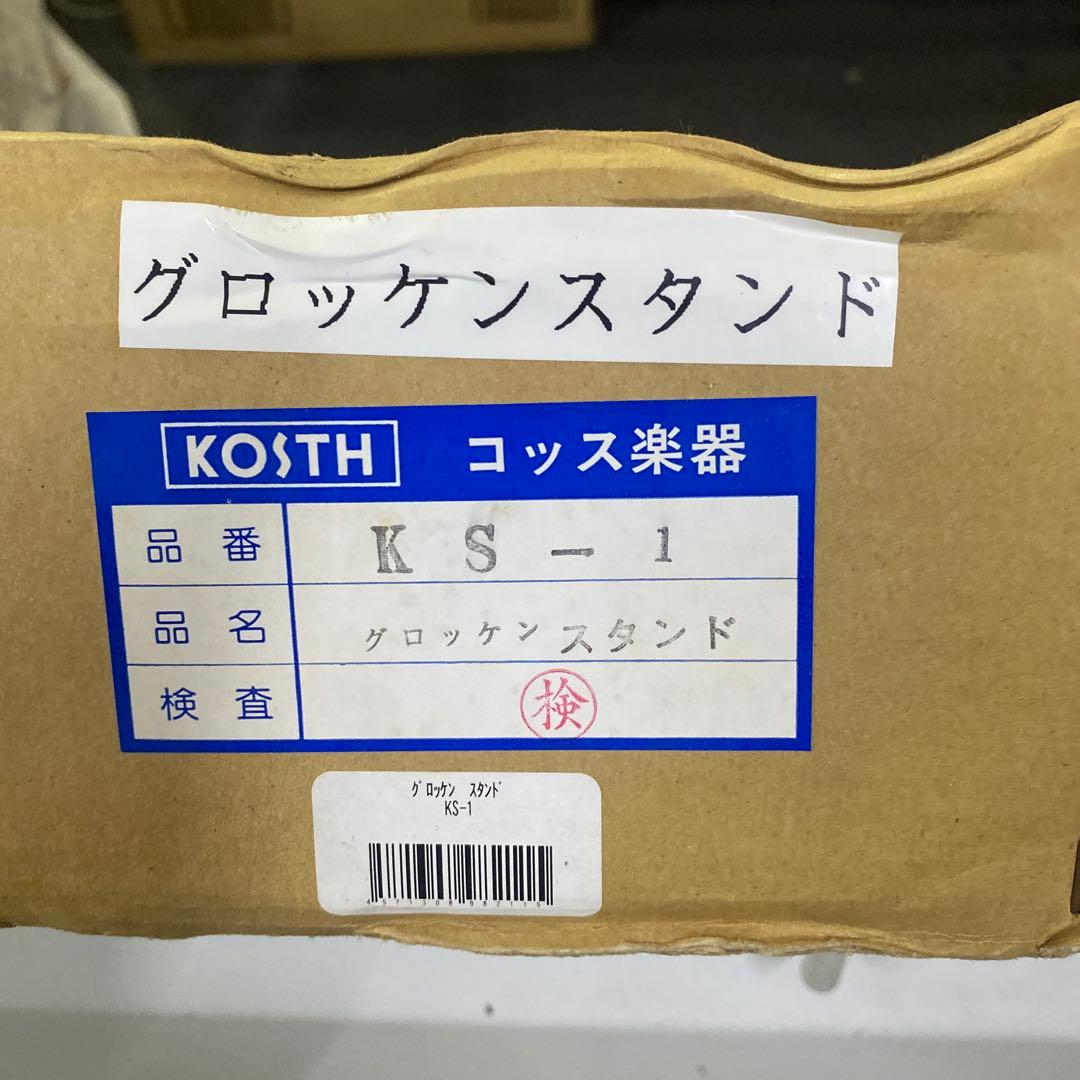 グロッケンスタンド
KOSTH コッス楽器
品番 KS-1
品名 グロッケンスタンド
検査 検
グロッケン スタンド
KS-1
4571308982115